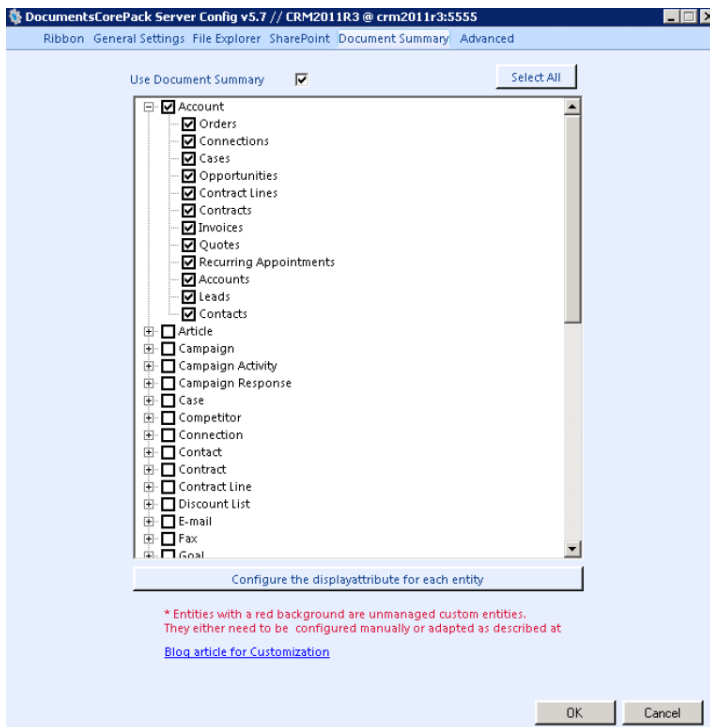 DocumentsCorePack Server Config v5.7 // CRM2011R3 @ crm2011r3:5555
Ribbon General Settings File Explorer SharePoint Document Summary Advanced
Use Document Summary
Select All
Account
Orders
Connections
Cases
Opportunities
Contract Lines
Contracts
Invoices
Quotes
Recurring Appointments
Accounts
Leads
Contacts
Article
Campaign
Campaign Activity
Campaign Response
Case
Competitor
Connection
Contact
Contract
Contract Line
Discount List
E-mail
Fax
Goal
Configure the displayattribute for each entity
* Entities with a red background are unmanaged custom entities.
They either need to be configured manually or adapted as described at
Blog article for Customization
OK Cancel